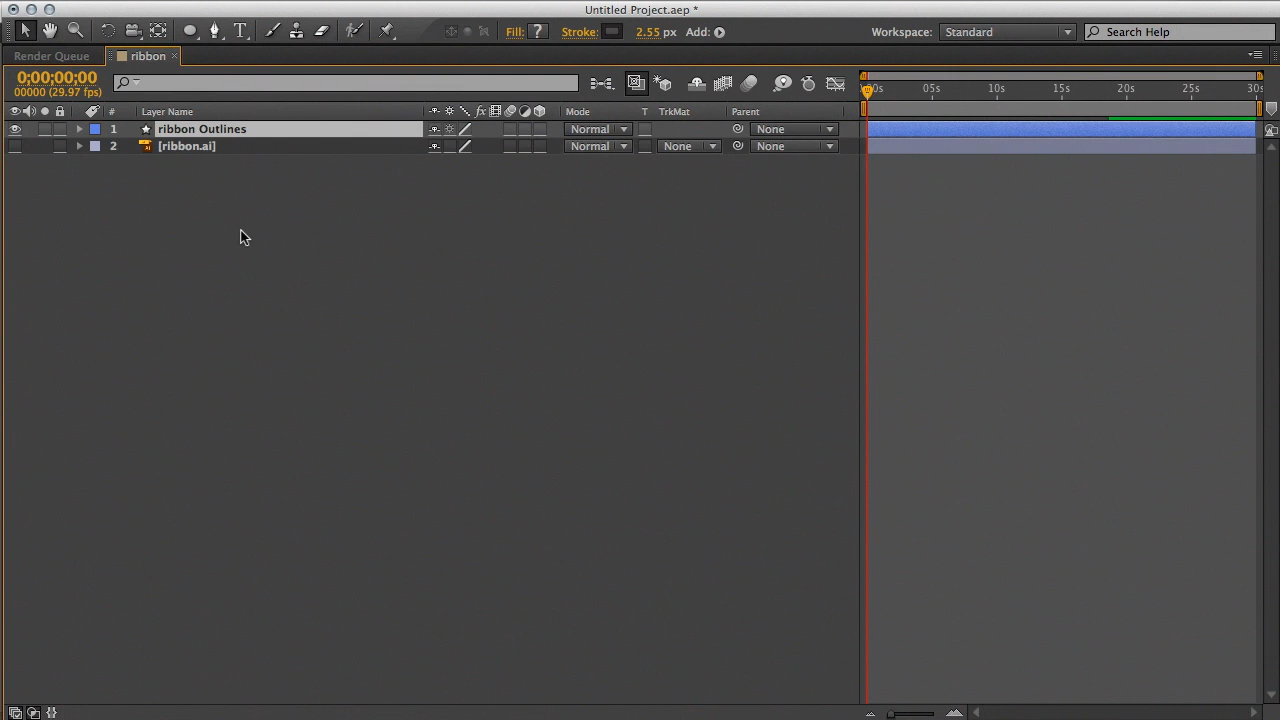 Untitled Project.aep *
T Fill: ? Stroke: 2.55 px Add: Workspace: Standard Search Help
Render Queue ribbon ×
0;00;00;00
00000 (29.97 fps)
:00s 05s 10s 15s 20s 25s 30s
# Layer Name fx Mode T TrkMat Parent
1 ribbon Outlines Normal None
2 [ribbon.ai] Normal None None